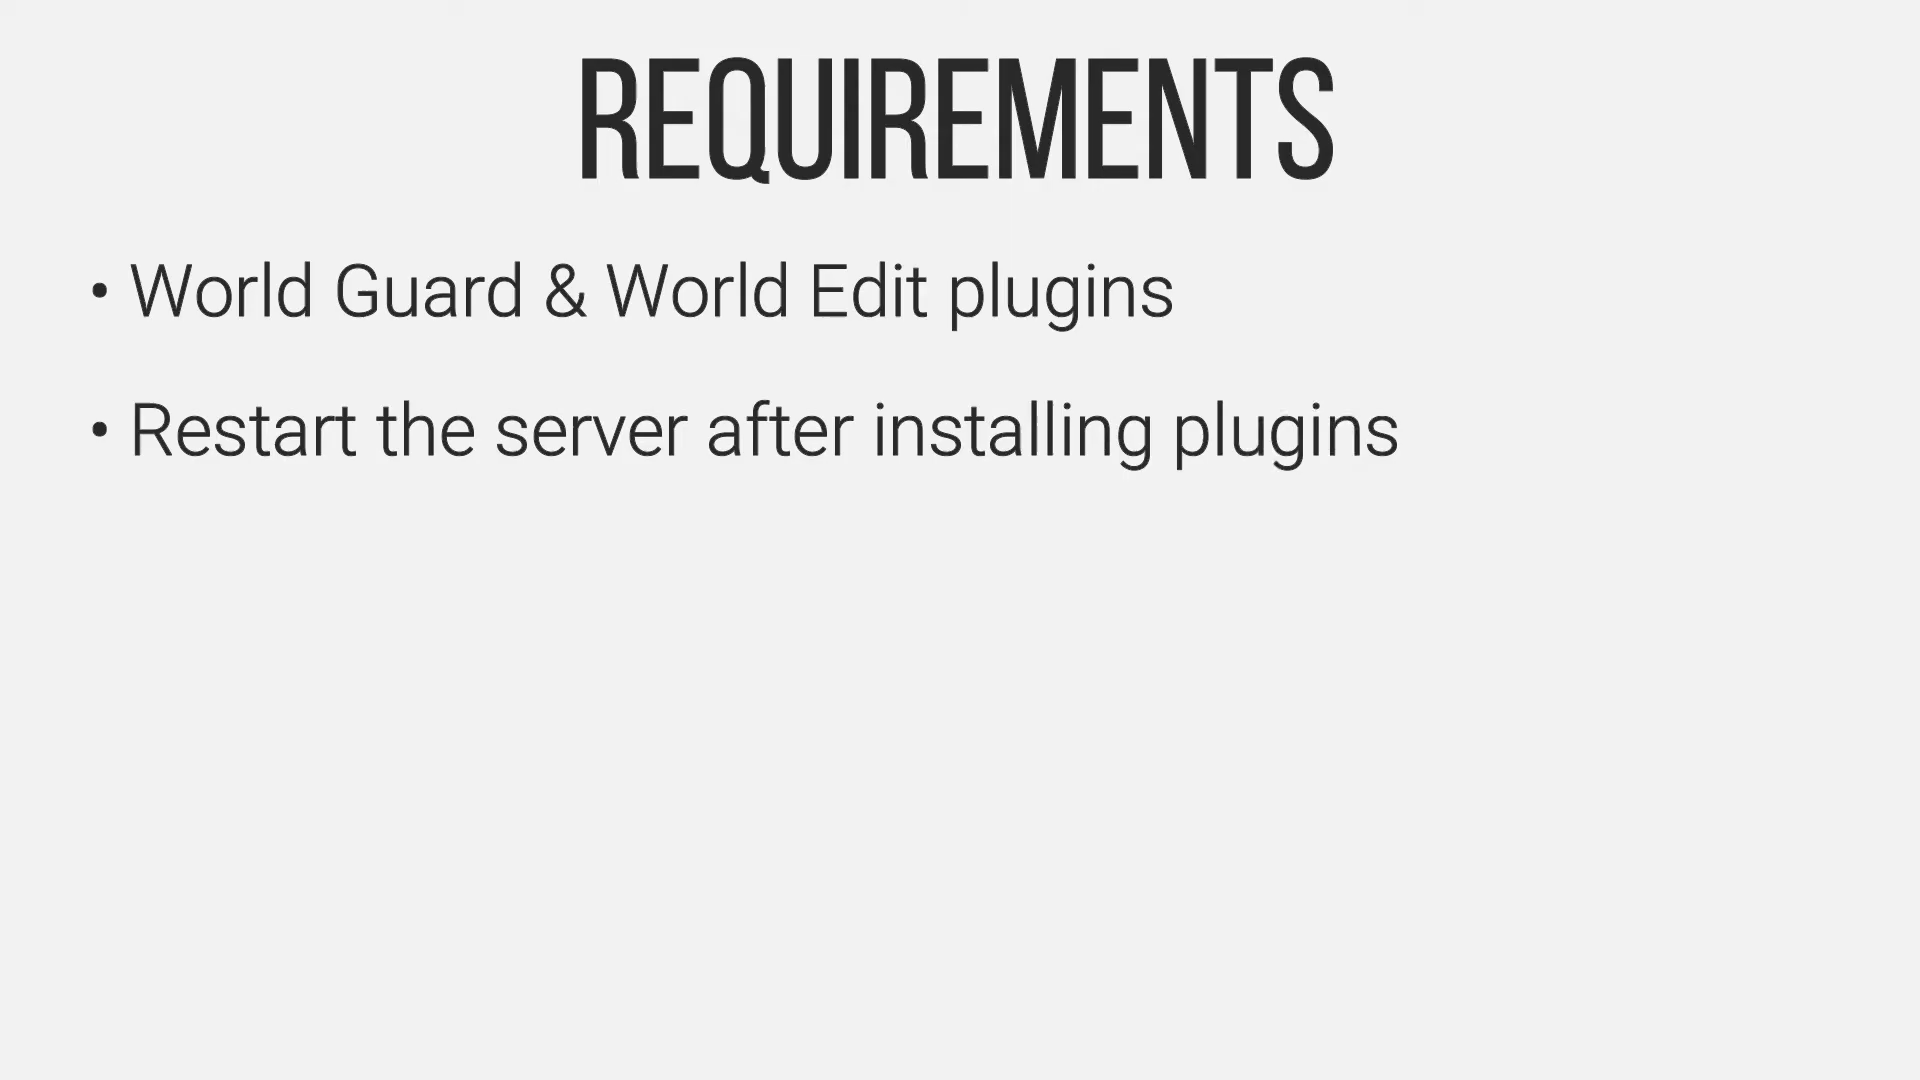 REQUIREMENTS
• World Guard & World Edit plugins
• Restart the server after installing plugins